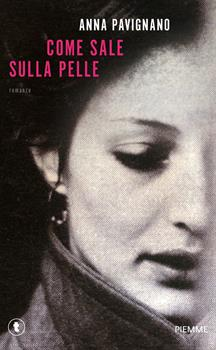 ANNA PAVIGNANO
COME SALE
SULLA PELLE
romanzo
PIEMME